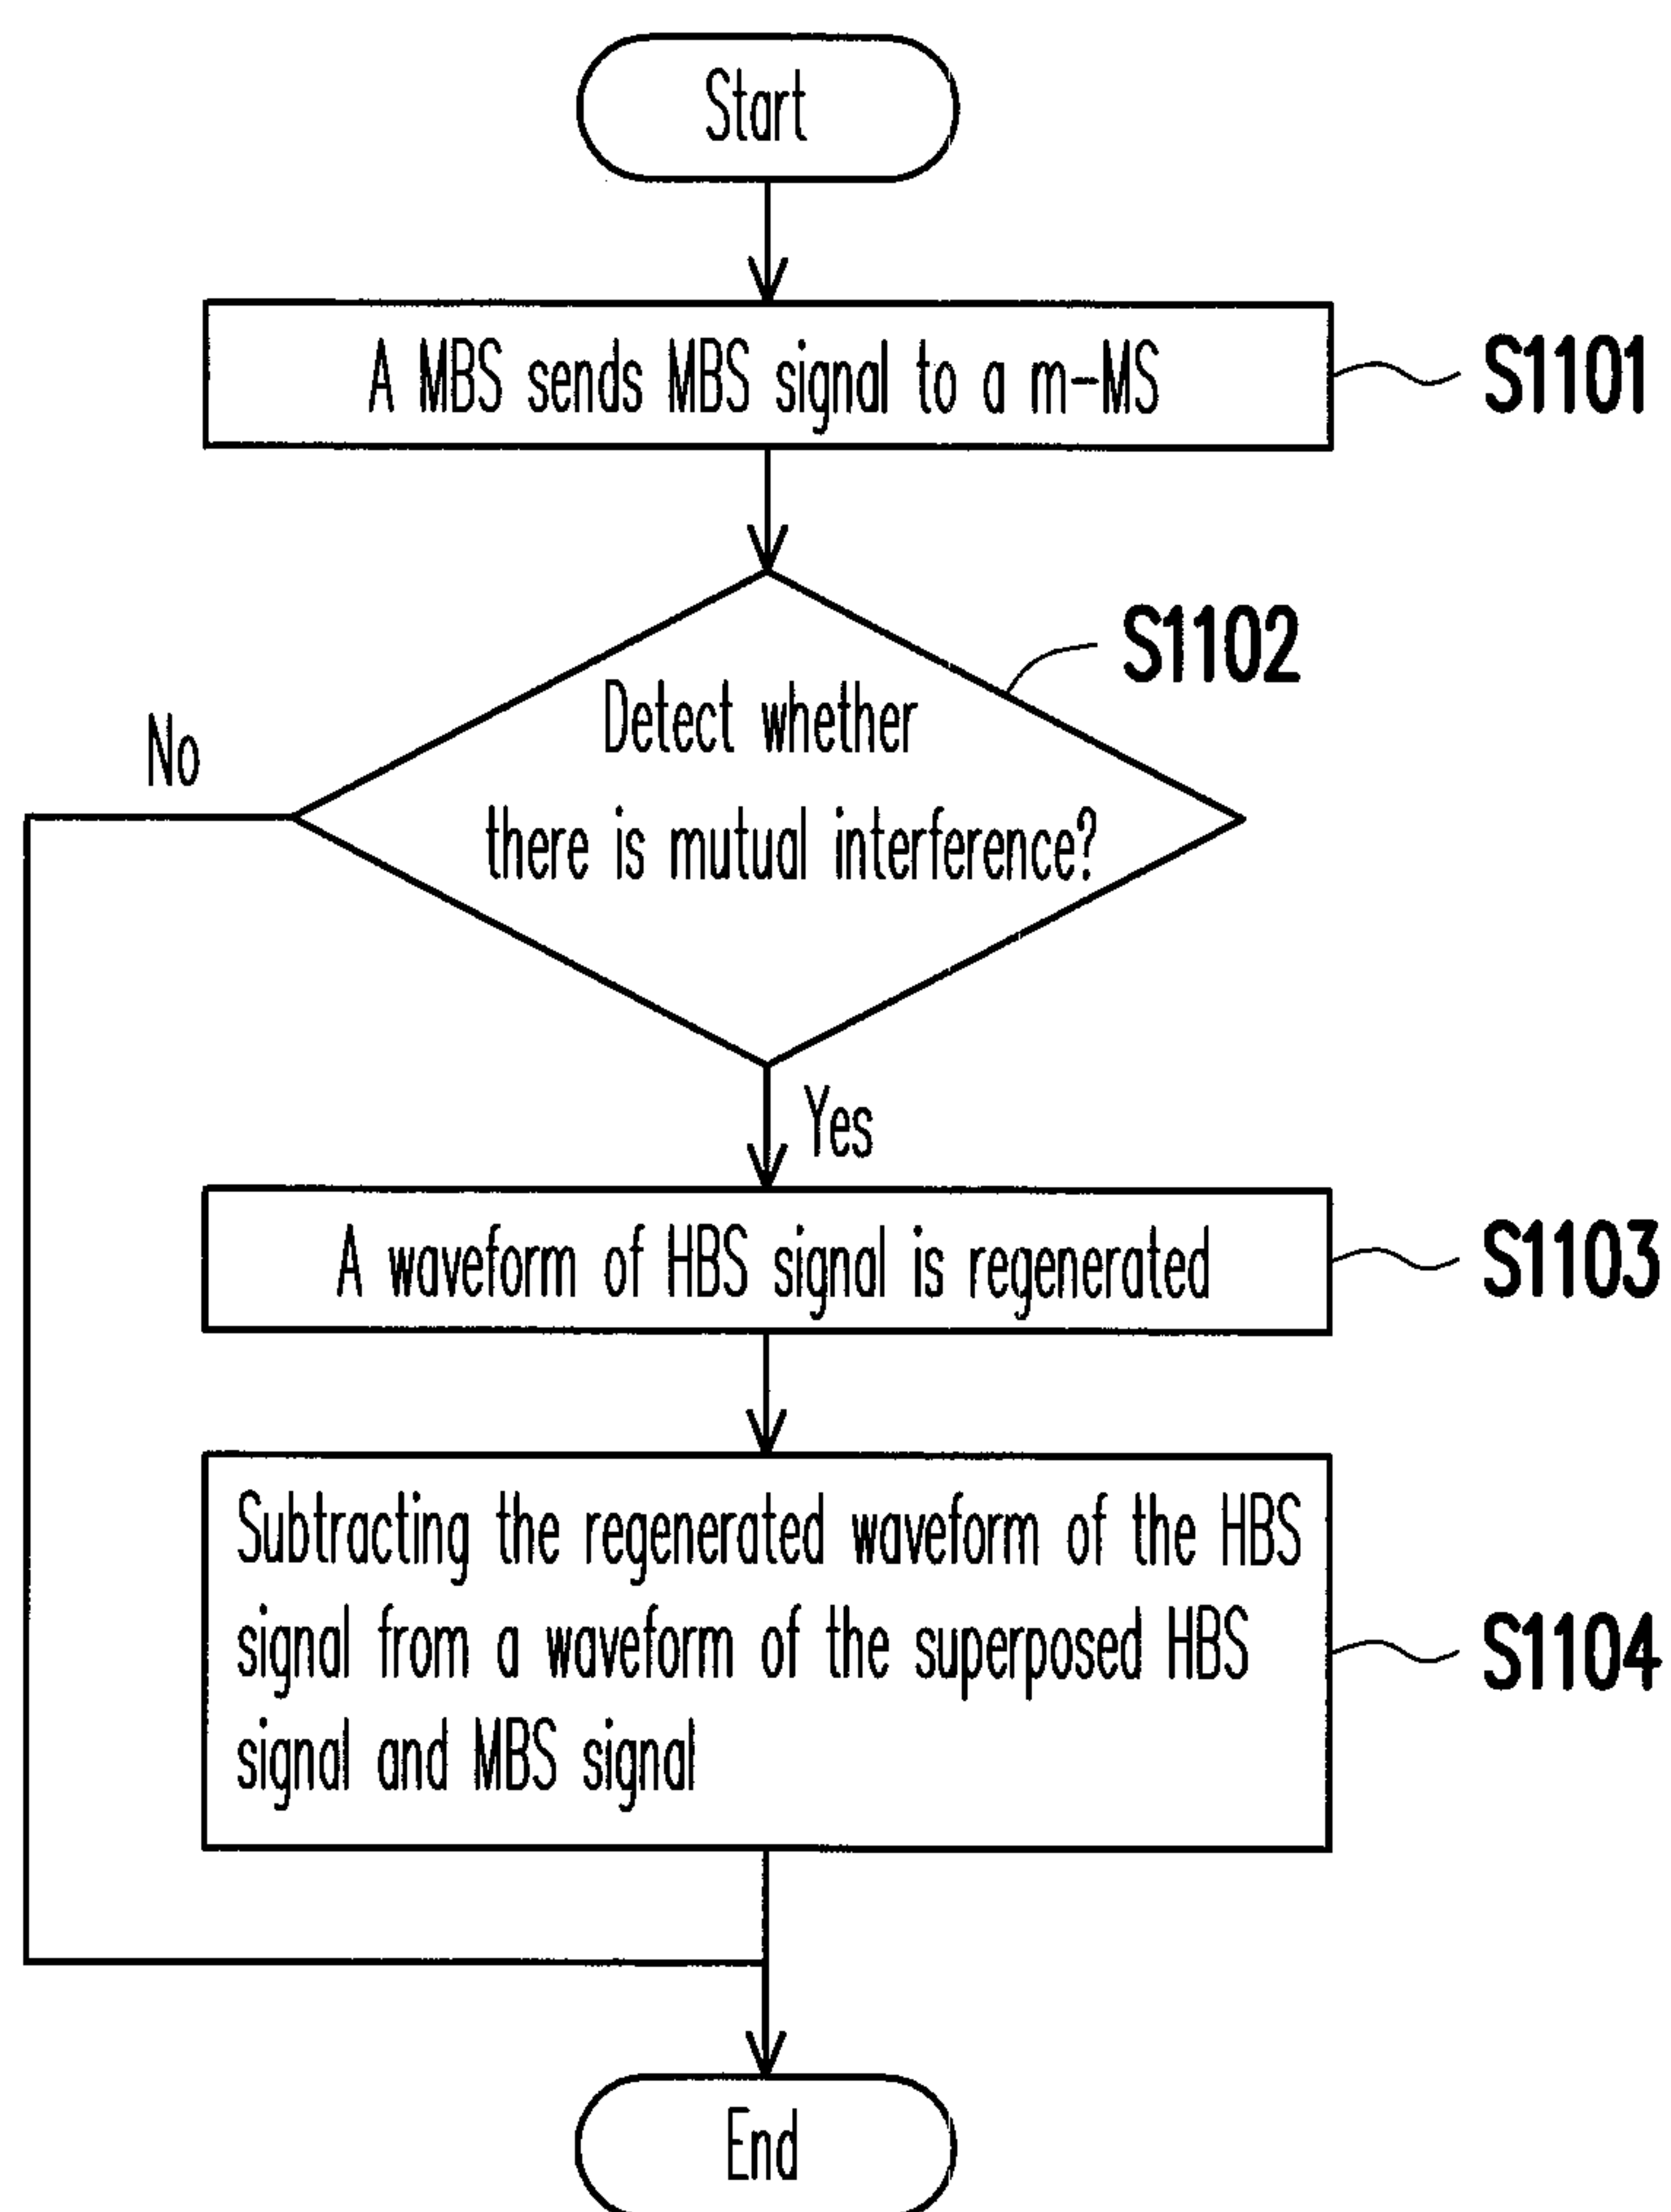 Start
A MBS sends MBS signal to a m-MS
S1101
S1102
Detect whether
there is mutual interference?
No
Yes
A waveform of HBS signal is regenerated
S1103
Subtracting the regenerated waveform of the HBS
signal from a waveform of the superposed HBS
signal and MBS signal
S1104
End